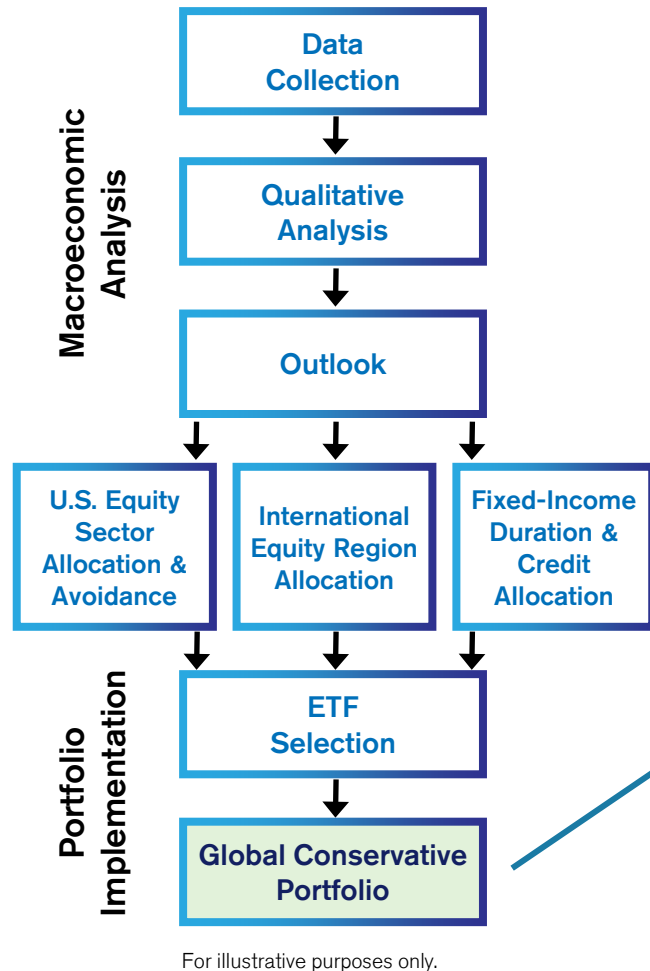 Macroeconomic
Analysis
Data
Collection
Qualitative
Analysis
Outlook
U.S. Equity
Sector
Allocation &
Avoidance
International
Equity Region
Allocation
Fixed-Income
Duration &
Credit
Allocation
Portfolio
Implementation
ETF
Selection
Global Conservative
Portfolio
For illustrative purposes only.